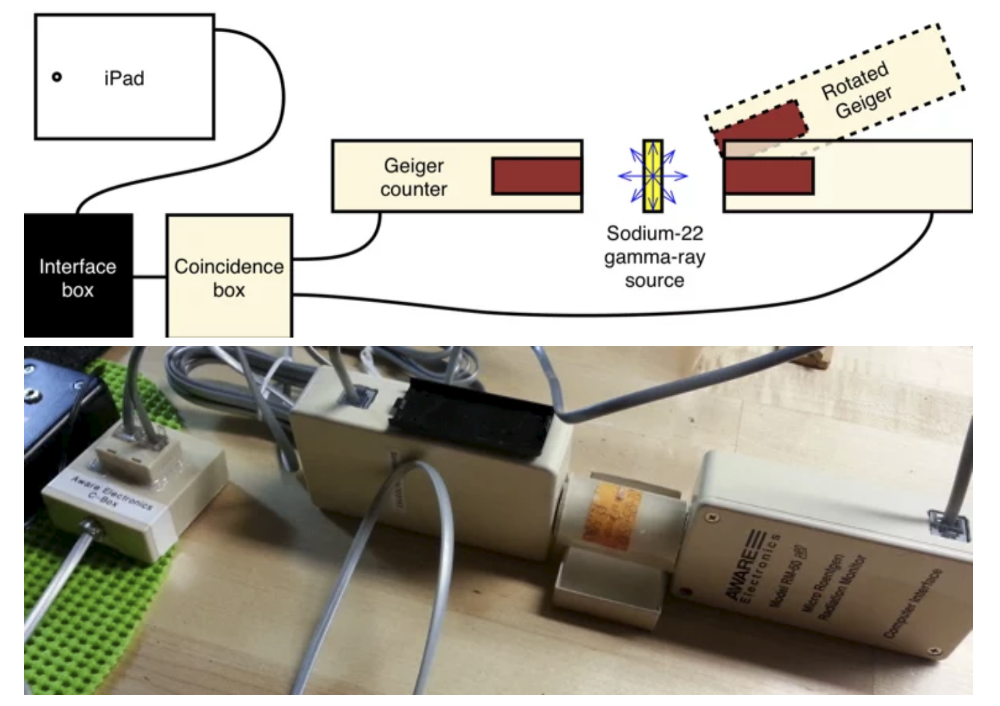 iPad
Rotated
Geiger
Geiger
counter
Sodium-22
gamma-ray
source
Interface
box
Coincidence
box
Aware Electronics
C-Box
AWARE
Electronics
Model RM-60
Micro Roentgen
Radiation Monitor
Computer Interface